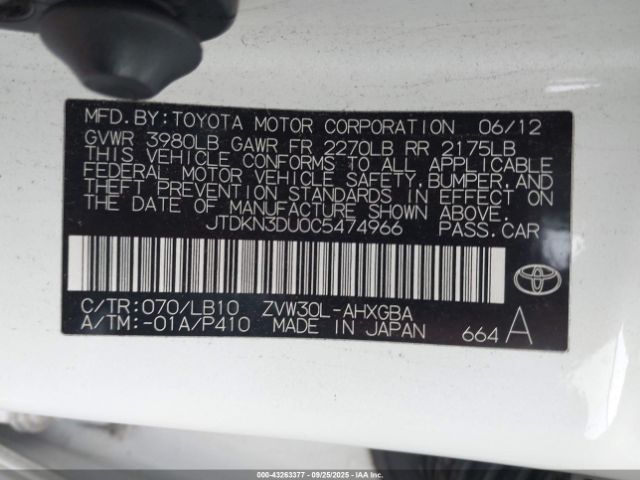 MFD. BY: TOYOTA MOTOR CORPORATION 06/12
GVWR 3980LB GAWR FR 2270LB RR 2175LB
THIS VEHICLE CONFORMS TO ALL APPLICABLE
FEDERAL MOTOR VEHICLE SAFETY, BUMPER, AND
THEFT PREVENTION STANDARDS IN EFFECT ON
THE DATE OF MANUFACTURE SHOWN ABOVE.
JTDKN3DU0C5474966 PASS.CAR
C/TR: 070/LB10 ZVW30L-AHXGBA
A/TM: -01A/P410 MADE IN JAPAN 664 A
000-43263377 | 09/25/2025 | IAAI.COM